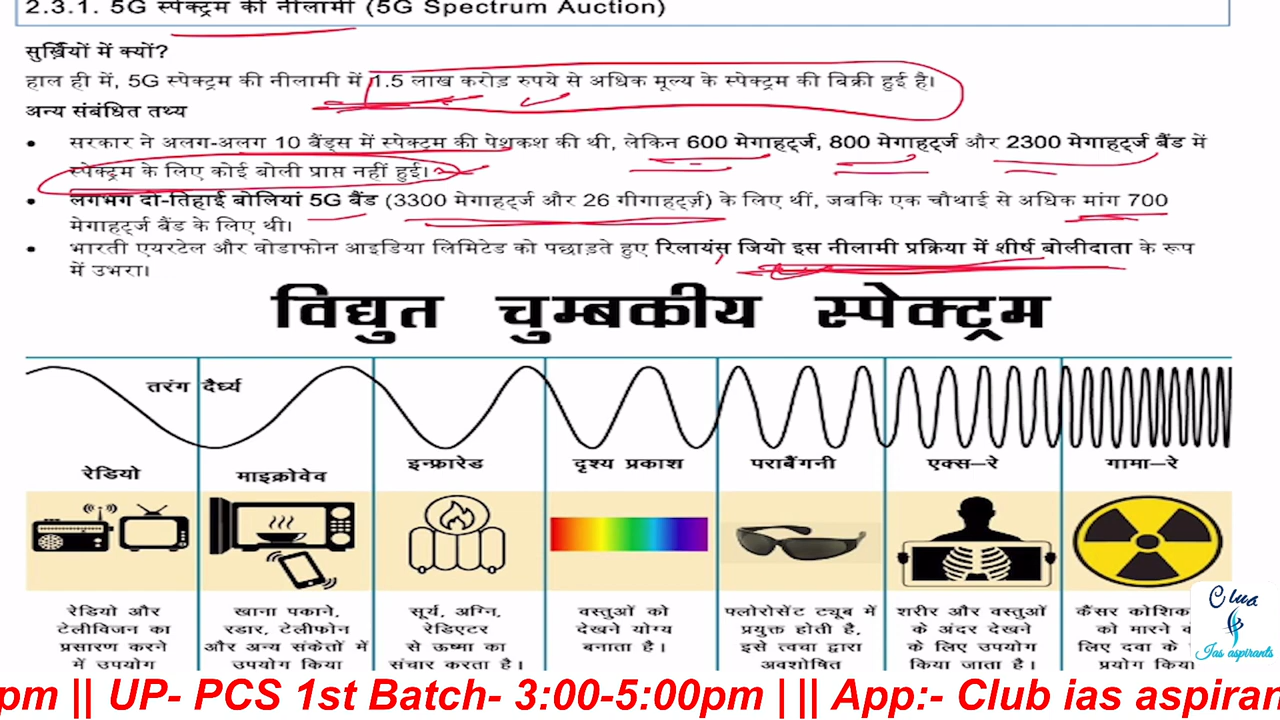 2.3.1. 5G स्पेक्ट्रम की नीलामी (5G Spectrum Auction)
सुर्ख़ियों में क्यों?
हाल ही में, 5G स्पेक्ट्रम की नीलामी में 1.5 लाख करोड़ रुपये से अधिक मूल्य के स्पेक्ट्रम की बिक्री हुई है।
अन्य संबंधित तथ्य
• सरकार ने अलग-अलग 10 बैंड्स में स्पेक्ट्रम की पेशकश की थी, लेकिन 600 मेगाहर्ट्ज, 800 मेगाहर्ट्ज और 2300 मेगाहर्ट्ज बैंड में
स्पेक्ट्रम के लिए कोई बोली प्राप्त नहीं हुई।
• लगभग दो-तिहाई बोलियां 5G बैंड (3300 मेगाहर्ट्ज और 26 गीगाहर्ट्ज़) के लिए थीं, जबकि एक चौथाई से अधिक मांग 700
मेगाहर्ट्ज बैंड के लिए थी।
• भारती एयरटेल और वोडाफोन आइडिया लिमिटेड को पछाड़ते हुए रिलायंस जियो इस नीलामी प्रक्रिया में शीर्ष बोलीदाता के रूप
में उभरा।
विद्युत चुम्बकीय स्पेक्ट्रम
तरंग दैर्ध्य
रेडियो माइक्रोवेव इन्फ्रारेड दृश्य प्रकाश पराबैंगनी एक्स-रे गामा-रे
रेडियो और
टेलीविजन का
प्रसारण करने
में उपयोग
खाना पकाने,
रडार, टेलीफोन
और अन्य संकेतों में
उपयोग किया
सूर्य, अग्नि,
रेडिएटर
से ऊष्मा का
संचार करता है।
वस्तुओं को
देखने योग्य
बनाता है।
फ्लोरोसेंट ट्यूब में
प्रयुक्त होती है,
इसे त्वचा द्वारा
अवशोषित
शरीर और वस्तुओं
के अंदर देखने
के लिए उपयोग
किया जाता है।
कैंसर कोशिक
को मारने
लिए दवा के
प्रयोग किया
Club
Ias aspirants
pm || UP- PCS 1st Batch- 3:00-5:00pm | || App:- Club ias aspiran